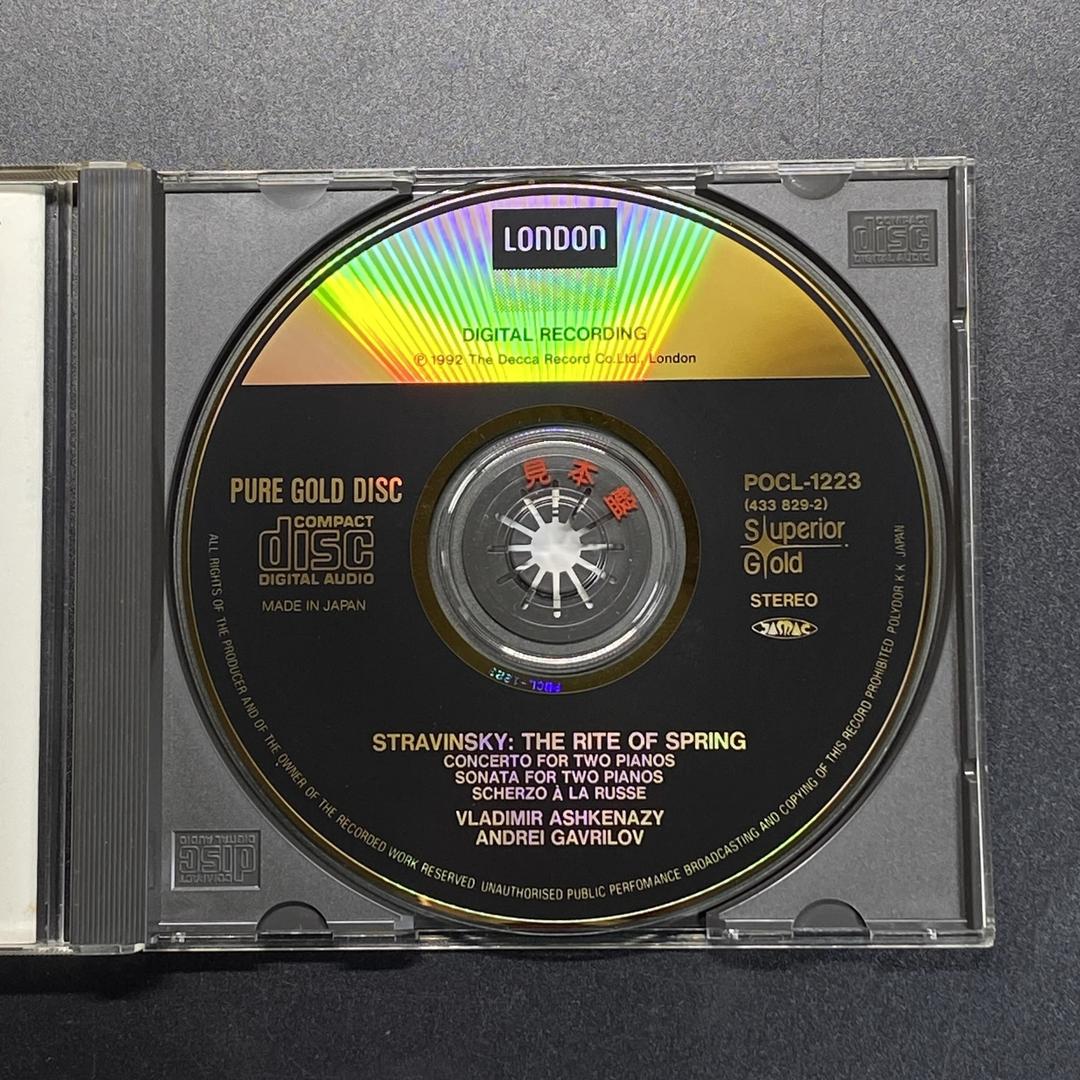 LONDON
DIGITAL RECORDING
℗ 1992 The Decca Record Co.Ltd. London
COMPACT
disc
DIGITAL AUDIO
見本盤
PURE GOLD DISC
COMPACT
disc
DIGITAL AUDIO
MADE IN JAPAN
POCL-1223
(433 829-2)
Superior
Gold
STEREO
JASRAC
POCL-122
STRAVINSKY: THE RITE OF SPRING
CONCERTO FOR TWO PIANOS
SONATA FOR TWO PIANOS
SCHERZO À LA RUSSE
VLADIMIR ASHKENAZY
ANDREI GAVRILOV
ALL RIGHTS OF THE PRODUCER AND OF THE OWNER OF THE RECORDED WORK RESERVED UNAUTHORISED PUBLIC PERFOMANCE BROADCASTING AND COPYING OF THIS RECORD PROHIBITED POLYDOR K K JAPAN
COMPACT
disc
DIGITAL AUDIO